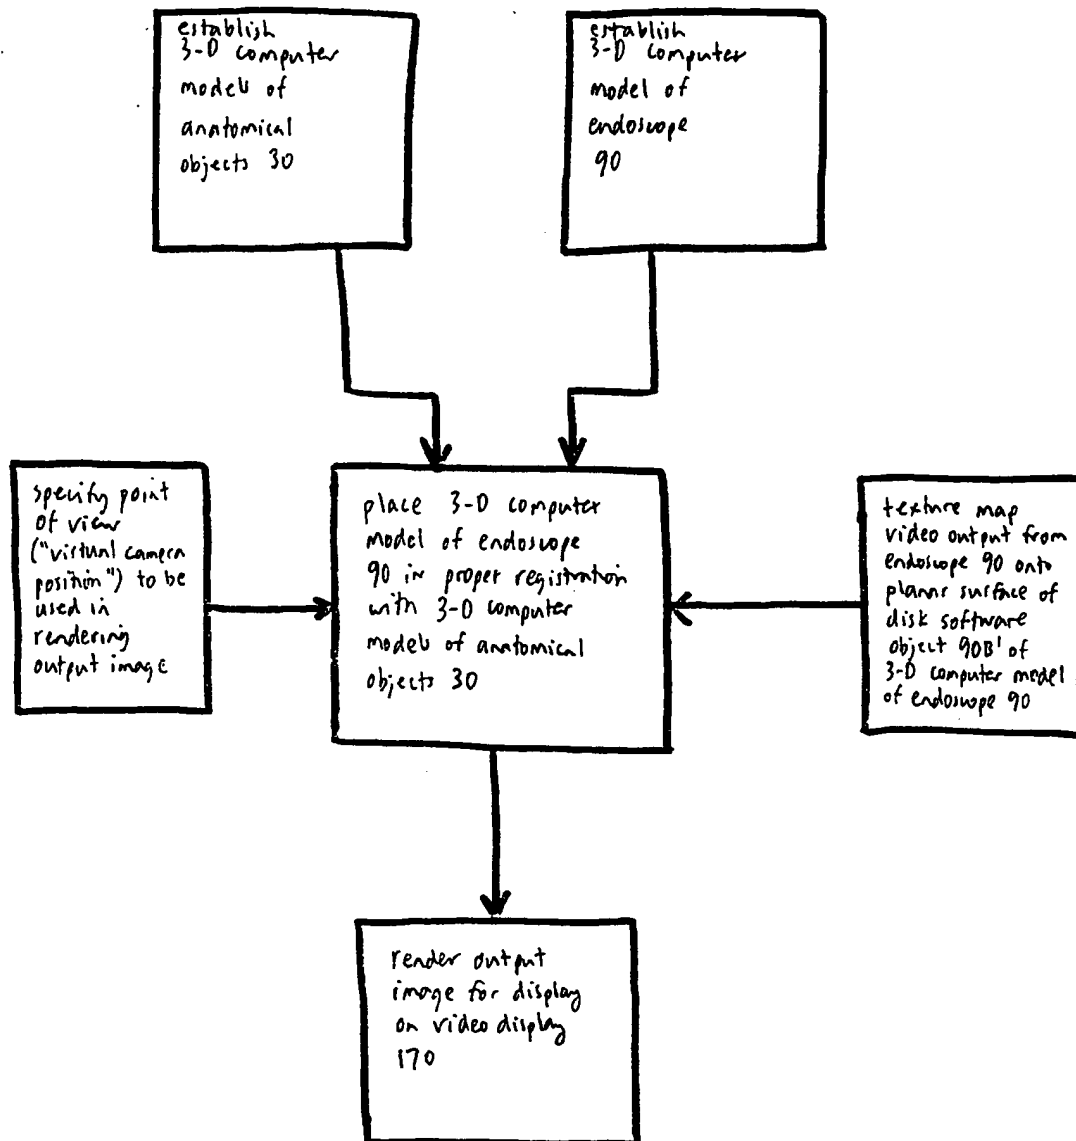 establish
3-D computer
models of
anatomical
objects 30
establish
3-D computer
model of
endoscope
90
specify point
of view
("virtual camera
position") to be
used in
rendering
output image
place 3-D computer
model of endoscope
90 in proper registration
with 3-D computer
models of anatomical
objects 30
texture map
video output from
endoscope 90 onto
planar surface of
disk software
object 90B' of
3-D computer model
of endoscope 90
render output
image for display
on video display
170